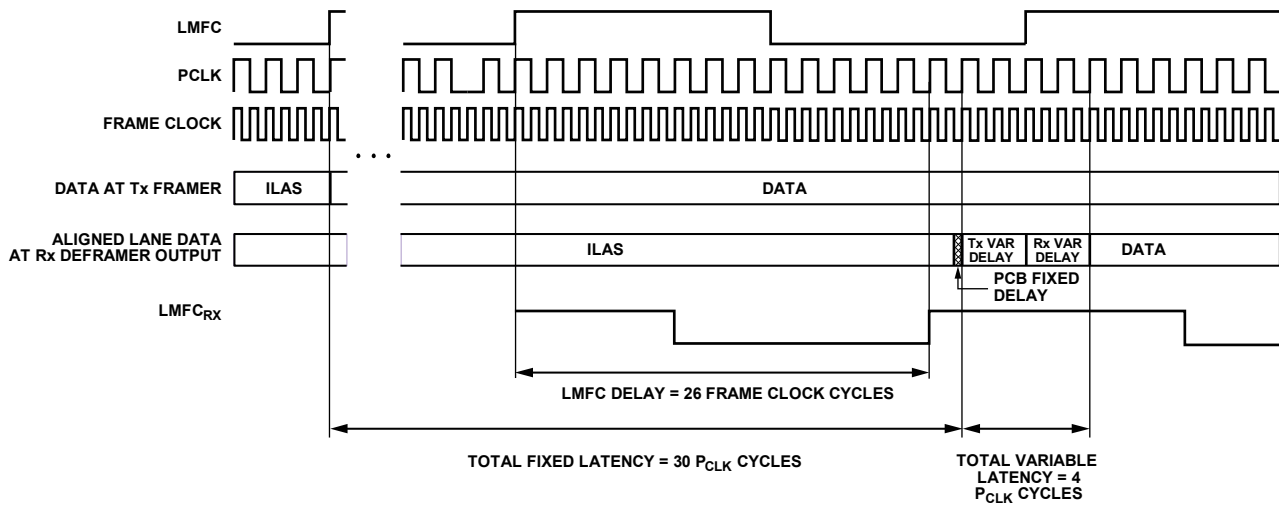 LMFC
PCLK
FRAME CLOCK
. . .
DATA AT Tx FRAMER
ILAS
DATA
ALIGNED LANE DATA
AT Rx DEFRAMER OUTPUT
ILAS
Tx VAR
DELAY
Rx VAR
DELAY
DATA
PCB FIXED
DELAY
LMFCRX
LMFC DELAY = 26 FRAME CLOCK CYCLES
TOTAL FIXED LATENCY = 30 PCLK CYCLES
TOTAL VARIABLE
LATENCY = 4
PCLK CYCLES